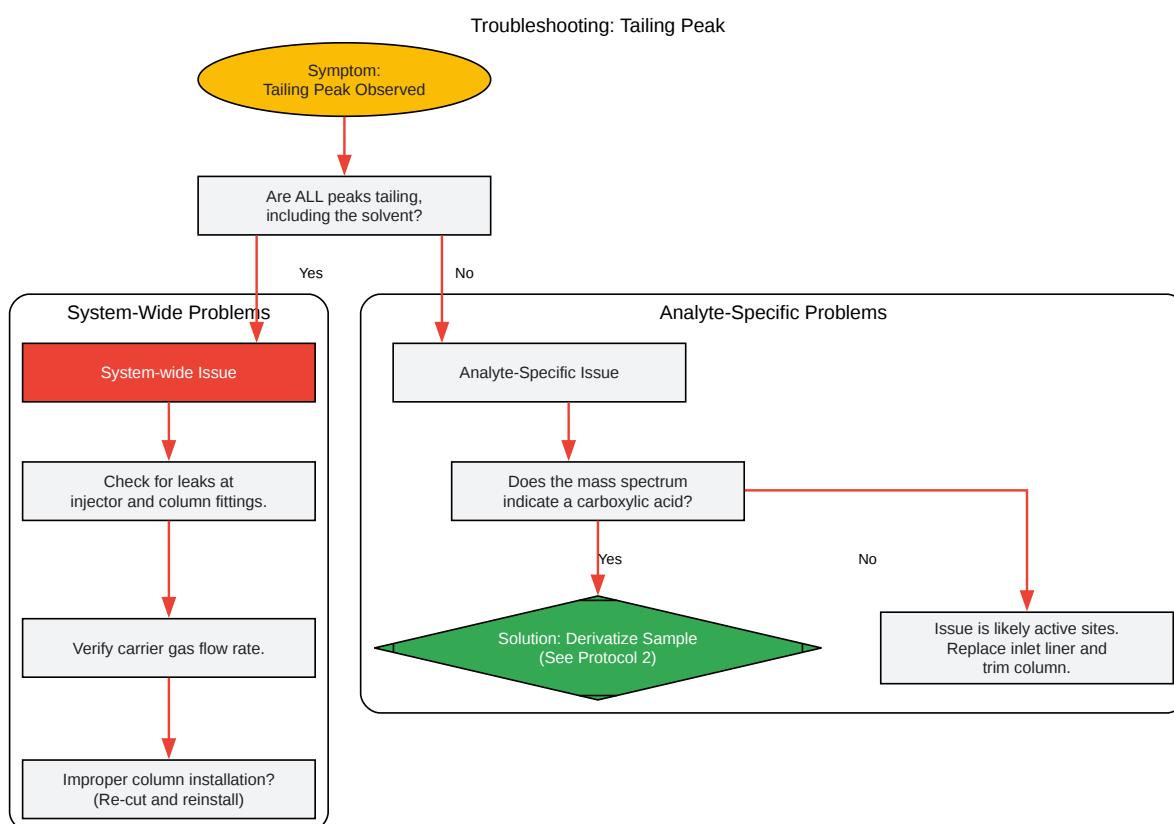 Troubleshooting: Tailing Peak
Symptom:
Tailing Peak Observed
Are ALL peaks tailing,
including the solvent?
Yes
No
System-Wide Problems
System-wide Issue
Check for leaks at
injector and column fittings.
Verify carrier gas flow rate.
Improper column installation?
(Re-cut and reinstall)
Analyte-Specific Problems
Analyte-Specific Issue
Does the mass spectrum
indicate a carboxylic acid?
Yes
No
Solution: Derivatize Sample
(See Protocol 2)
Issue is likely active sites.
Replace inlet liner and
trim column.